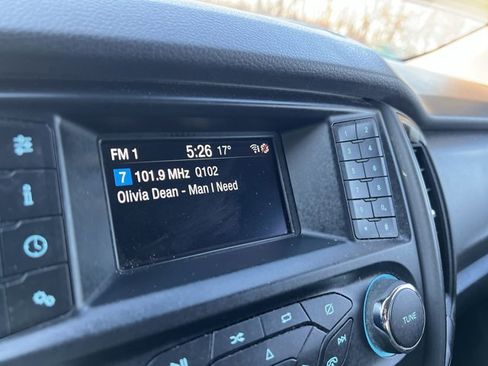 FM 1 5:26 17°
7 101.9 MHz Q102
Olivia Dean - Man I Need
TUNE